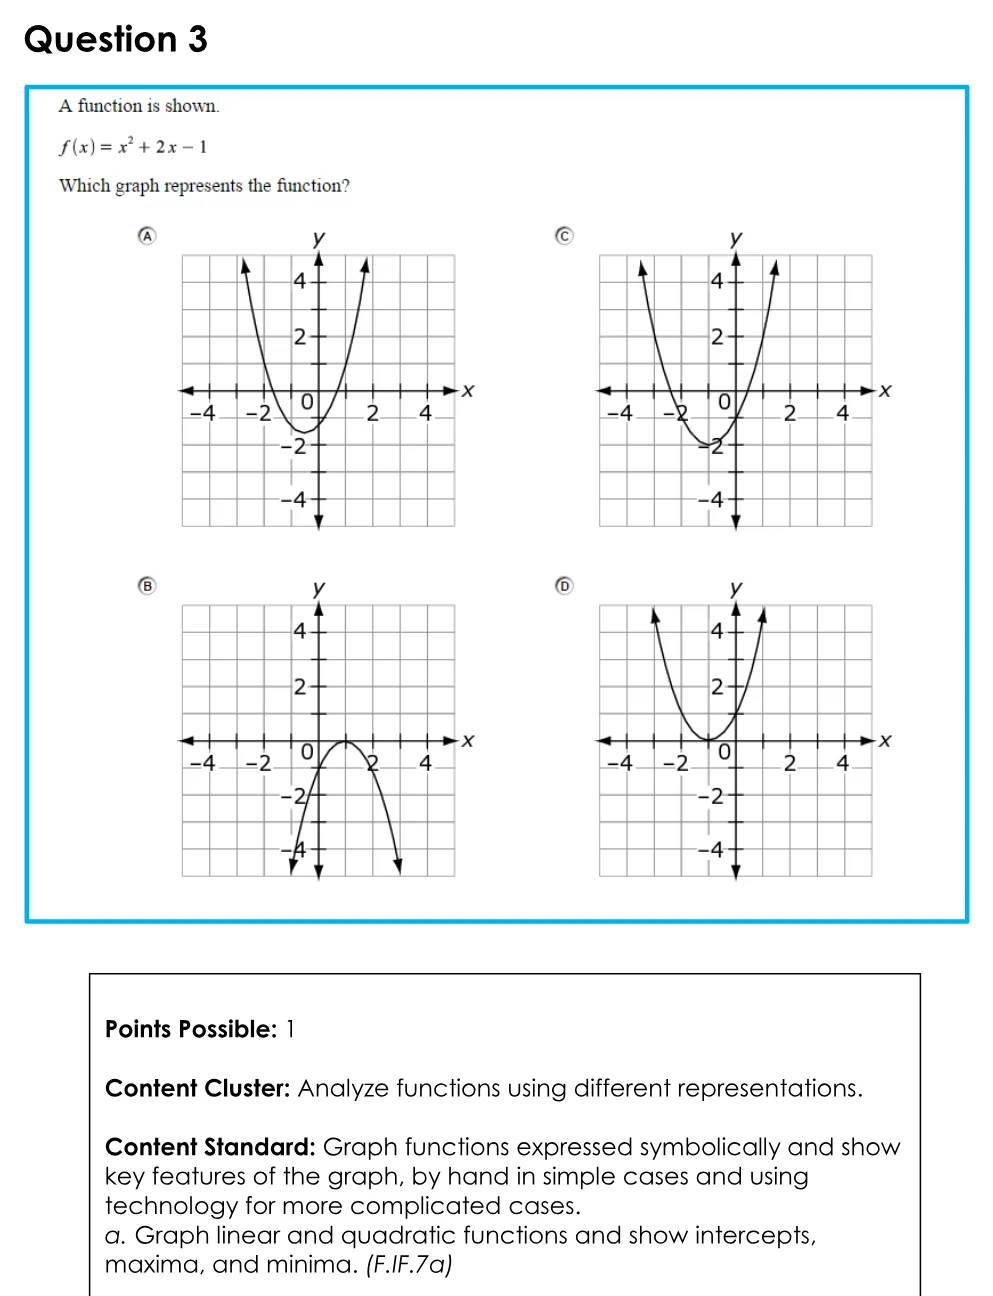 Question 3
A function is shown.
f(x) = x² + 2x − 1
Which graph represents the function?
A
y
4
2
0
−4 −2 2 4 x
−2
−4
C
y
4
2
0
−4 −2 2 4 x
−2
−4
B
y
4
2
0
−4 −2 2 4 x
−2
−4
D
y
4
2
0
−4 −2 2 4 x
−2
−4
Points Possible: 1
Content Cluster: Analyze functions using different representations.
Content Standard: Graph functions expressed symbolically and show
key features of the graph, by hand in simple cases and using
technology for more complicated cases.
a. Graph linear and quadratic functions and show intercepts,
maxima, and minima. (F.IF.7a)